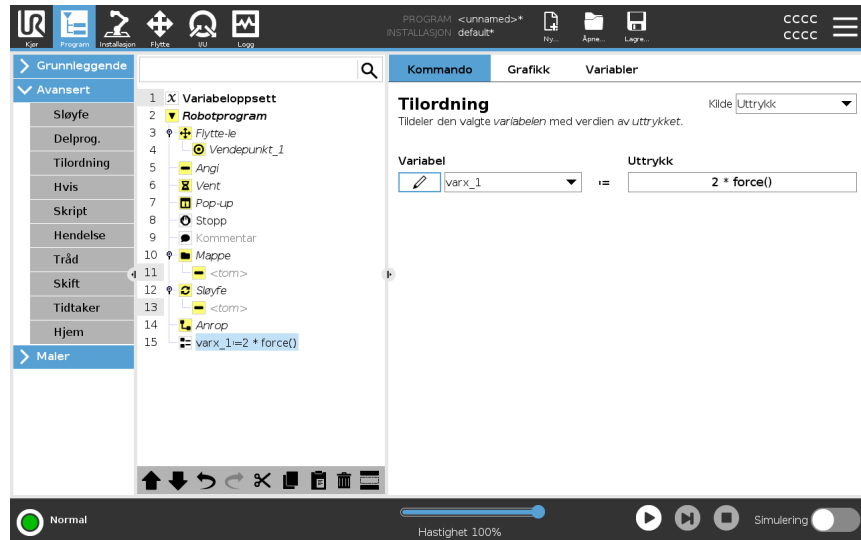 PROGRAM <unnamed>*
INSTALLASJON default*
UR
Kjør Program Installasjon Flytte I/U Logg Ny... Åpne... Lagre...
CCCC
CCCC
Grunnleggende
Avansert
Sløyfe
Delprog.
Tilordning
Hvis
Skript
Hendelse
Tråd
Skift
Tidtaker
Hjem
Maler
1 X Variabeloppsett
2 Robotprogram
3 Flytte-le
4 Vendepunkt_1
5 Angi
6 Vent
7 Pop-up
8 Stopp
9 Kommentar
10 Mappe
11 <tom>
12 Sløyfe
13 <tom>
14 Anrop
15 varx_1:=2 * force()
Kommando Grafikk Variabler
Tilordning
Kilde Uttrykk
Tildeler den valgte variabelen med verdien av uttrykket.
Variabel Uttrykk
varx_1 := 2 * force()
Normal
Hastighet 100%
Simulering